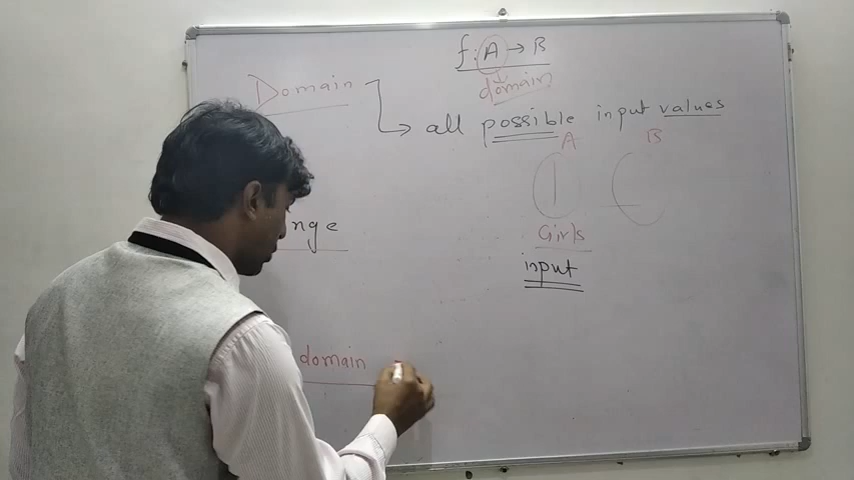 f: A → B
Domain
domain
all possible input values
A B
nge
Girls
input
domain